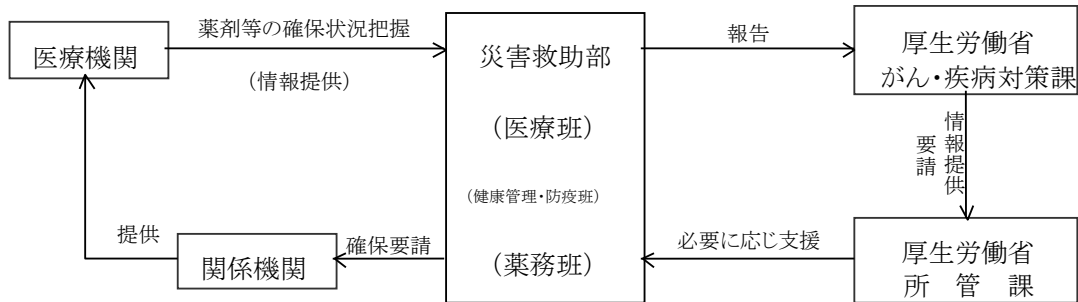 医療機関
薬剤等の確保状況把握
（情報提供）
災害救助部
（医療班）
（健康管理・防疫班）
（薬務班）
報告
厚生労働省
がん・疾病対策課
情報提供
要請
厚生労働省
所　管　課
必要に応じ支援
確保要請
関係機関
提供